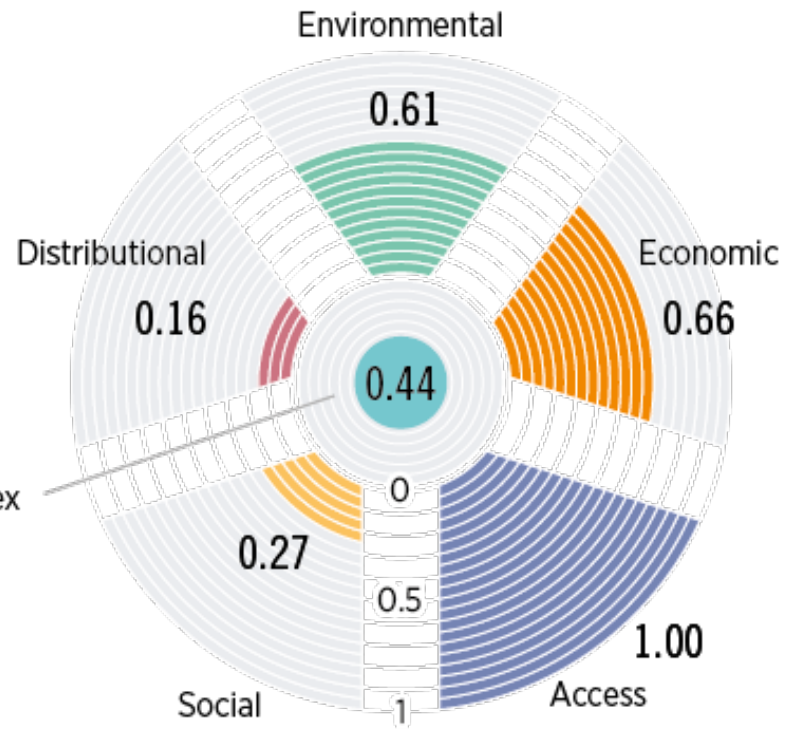 Environmental
0.61
Distributional
0.16
Economic
0.66
0.44
ex
0
0.27
0.5
1.00
Social
Access
1